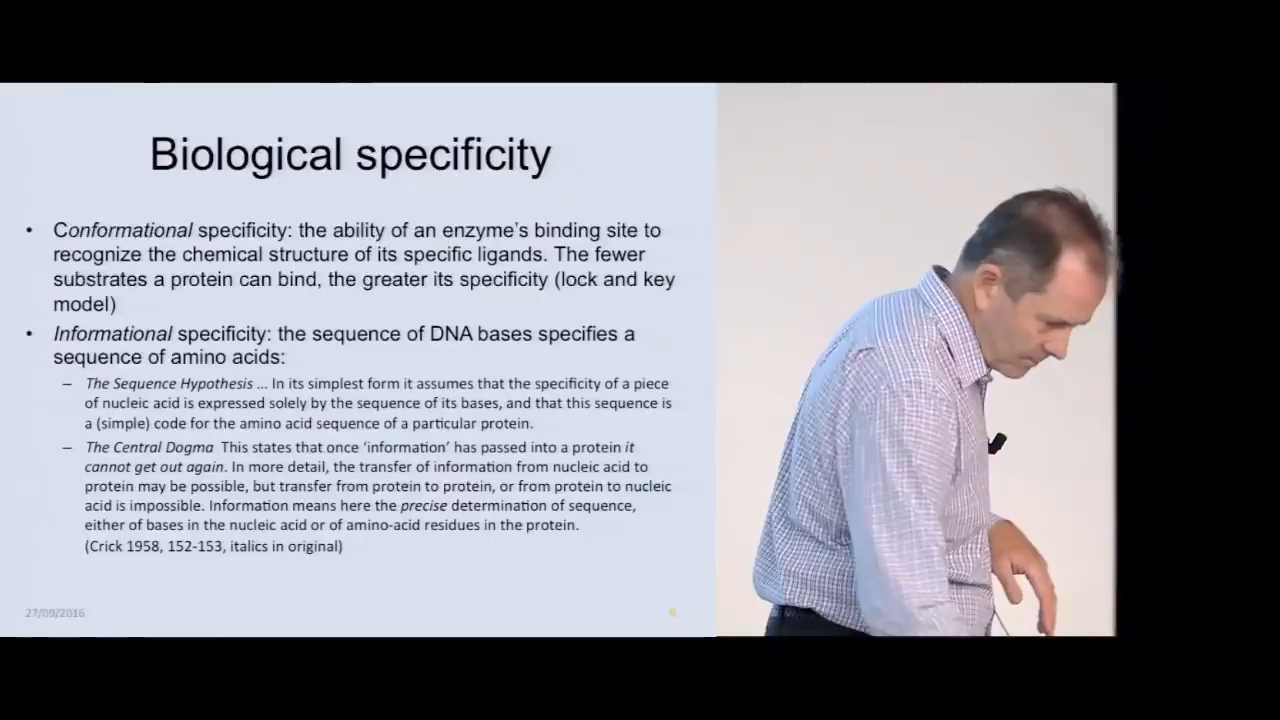 Biological specificity
• Conformational specificity: the ability of an enzyme’s binding site to
recognize the chemical structure of its specific ligands. The fewer
substrates a protein can bind, the greater its specificity (lock and key
model)
• Informational specificity: the sequence of DNA bases specifies a
sequence of amino acids:
– The Sequence Hypothesis ... In its simplest form it assumes that the specificity of a piece
of nucleic acid is expressed solely by the sequence of its bases, and that this sequence is
a (simple) code for the amino acid sequence of a particular protein.
– The Central Dogma This states that once ‘information’ has passed into a protein it
cannot get out again. In more detail, the transfer of information from nucleic acid to
protein may be possible, but transfer from protein to protein, or from protein to nucleic
acid is impossible. Information means here the precise determination of sequence,
either of bases in the nucleic acid or of amino-acid residues in the protein.
(Crick 1958, 152-153, italics in original)
27/09/2016